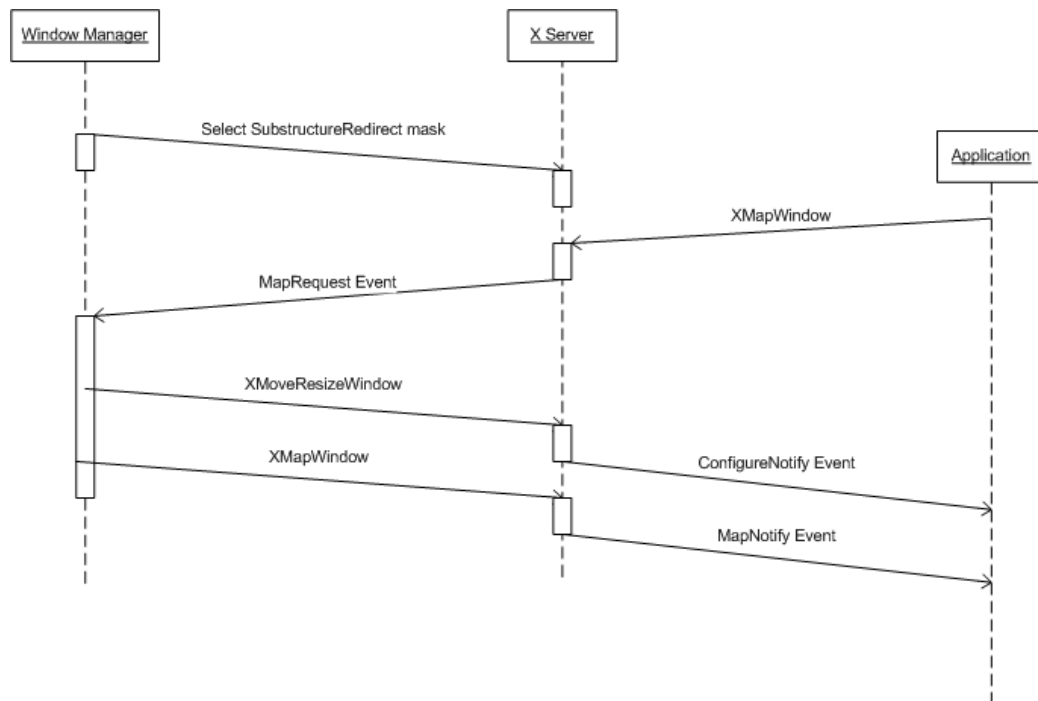 Window Manager
X Server
Select SubstructureRedirect mask
Application
XMapWindow
MapRequest Event
XMoveResizeWindow
XMapWindow
ConfigureNotify Event
MapNotify Event